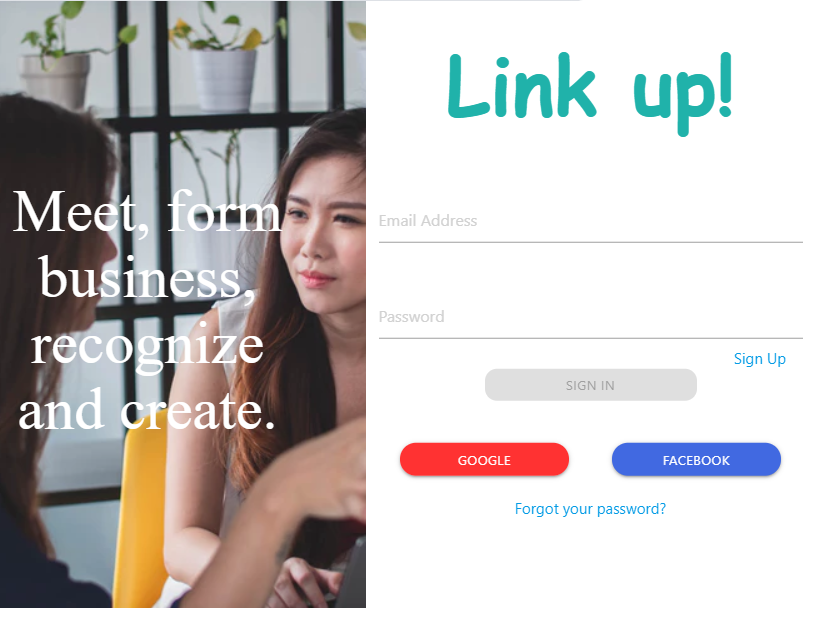 Meet, form
business,
recognize
and create.
Link up!
Email Address
Password
Sign Up
SIGN IN
GOOGLE
FACEBOOK
Forgot your password?